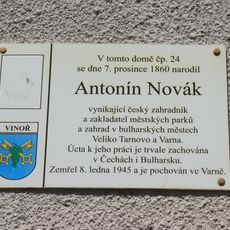 V tomto domě čp. 24
se dne 7. prosince 1860 narodil
Antonín Novák
vynikající český zahradník
a zakladatel městských parků
a zahrad v bulharských městech
Veliko Tarnovo a Varna.
Úcta k jeho práci je trvale zachována
v Čechách i Bulharsku.
Zemřel 8. ledna 1945 a je pochován ve Varně.
VINOŘ